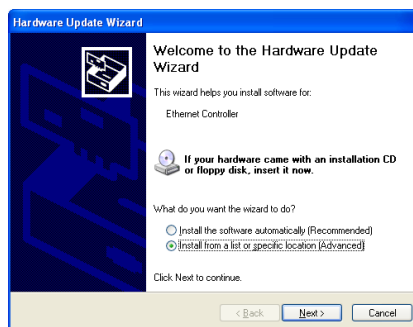 Hardware Update Wizard
Welcome to the Hardware Update
Wizard
This wizard helps you install software for:
Ethernet Controller
If your hardware came with an installation CD
or floppy disk, insert it now.
What do you want the wizard to do?
Install the software automatically (Recommended)
Install from a list or specific location (Advanced)
Click Next to continue.
< Back
Next >
Cancel